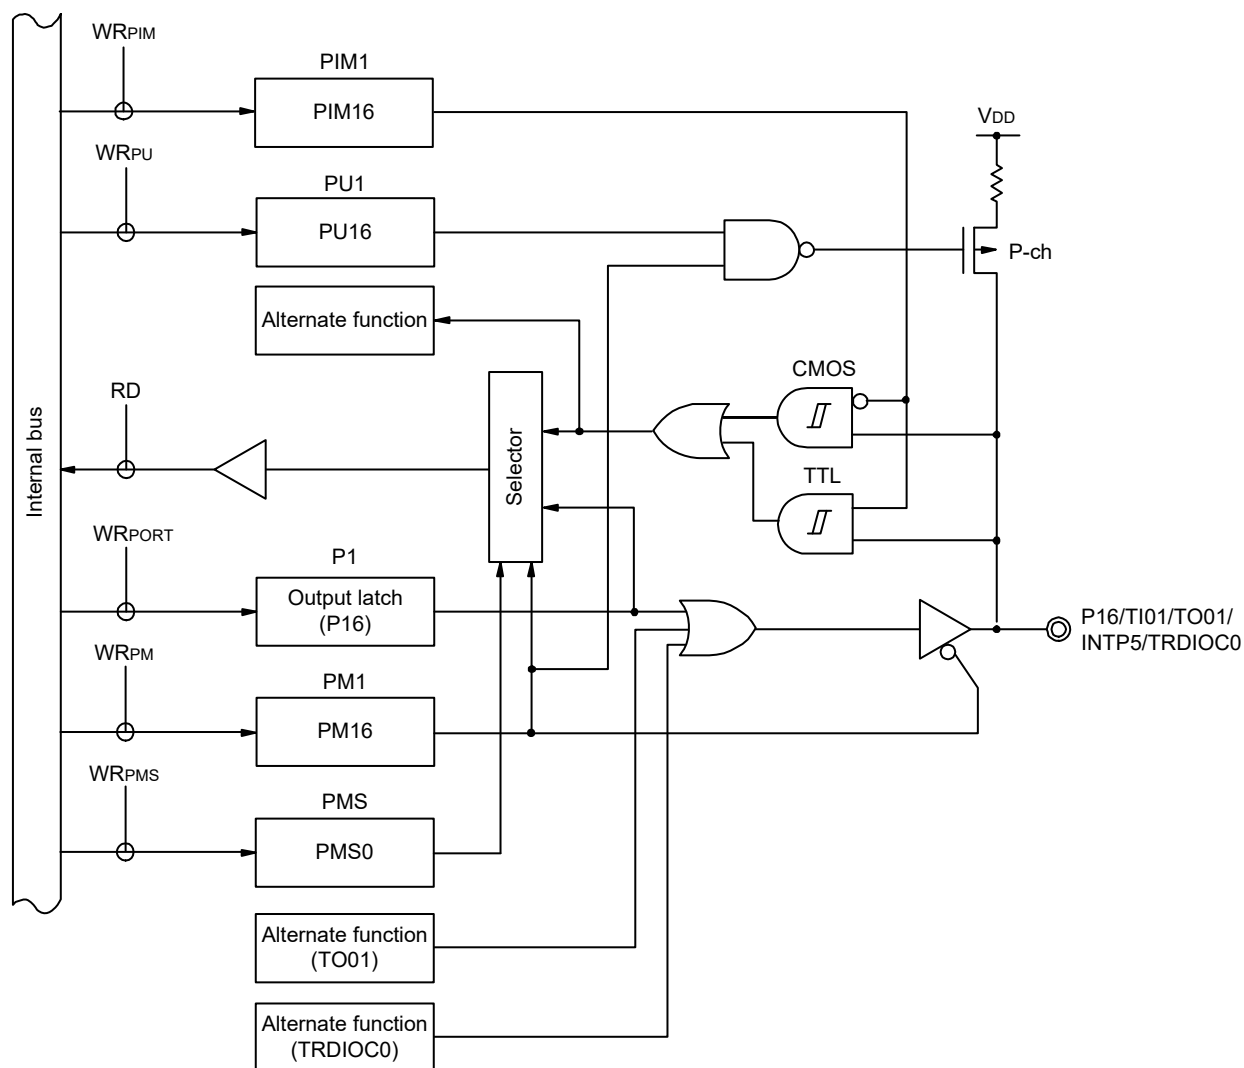 WRPIM
PIM1
PIM16
VDD
WRPU
PU1
PU16
P-ch
Alternate function
CMOS
RD
Internal bus
Selector
TTL
WRPORT
P1
Output latch
(P16)
P16/TI01/TO01/
INTP5/TRDIOC0
WRPM
PM1
PM16
WRPMS
PMS
PMS0
Alternate function
(TO01)
Alternate function
(TRDIOC0)